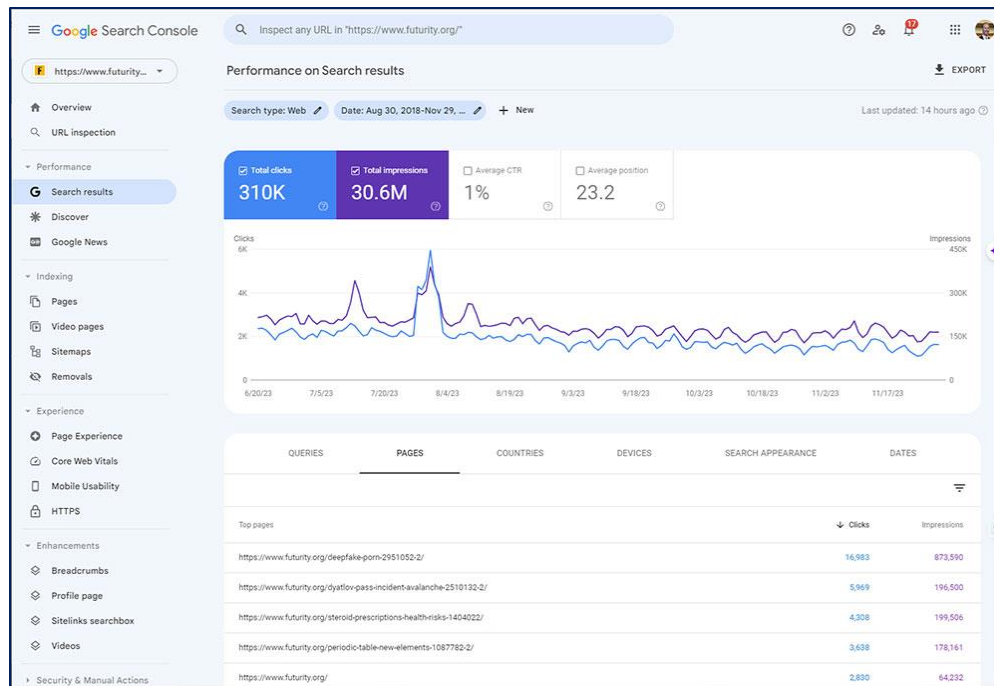 Google Search Console
Inspect any URL in "https://www.futurity.org/"
17
F https://www.futurity...
Performance on Search results
EXPORT
Overview
URL inspection
Performance
Search results
Discover
Google News
Indexing
Pages
Video pages
Sitemaps
Removals
Experience
Page Experience
Core Web Vitals
Mobile Usability
HTTPS
Enhancements
Breadcrumbs
Profile page
Sitelinks searchbox
Videos
Security & Manual Actions
Search type: Web
Date: Aug 30, 2018-Nov 29, ...
New
Last updated: 14 hours ago
Total clicks
310K
Total impressions
30.6M
Average CTR
1%
Average position
23.2
Clicks
Impressions
6K 450K
4K 300K
2K 150K
0 0
6/20/23 7/5/23 7/20/23 8/4/23 8/19/23 9/3/23 9/18/23 10/3/23 10/18/23 11/2/23 11/17/23
QUERIES PAGES COUNTRIES DEVICES SEARCH APPEARANCE DATES
Top pages Clicks Impressions
https://www.futurity.org/deepfake-porn-2951052-2/ 16,983 873,590
https://www.futurity.org/dyatlov-pass-incident-avalanche-2510132-2/ 5,969 196,500
https://www.futurity.org/steroid-prescriptions-health-risks-1404022/ 4,308 199,506
https://www.futurity.org/periodic-table-new-elements-1087782-2/ 3,638 178,161
https://www.futurity.org/ 2,830 64,232